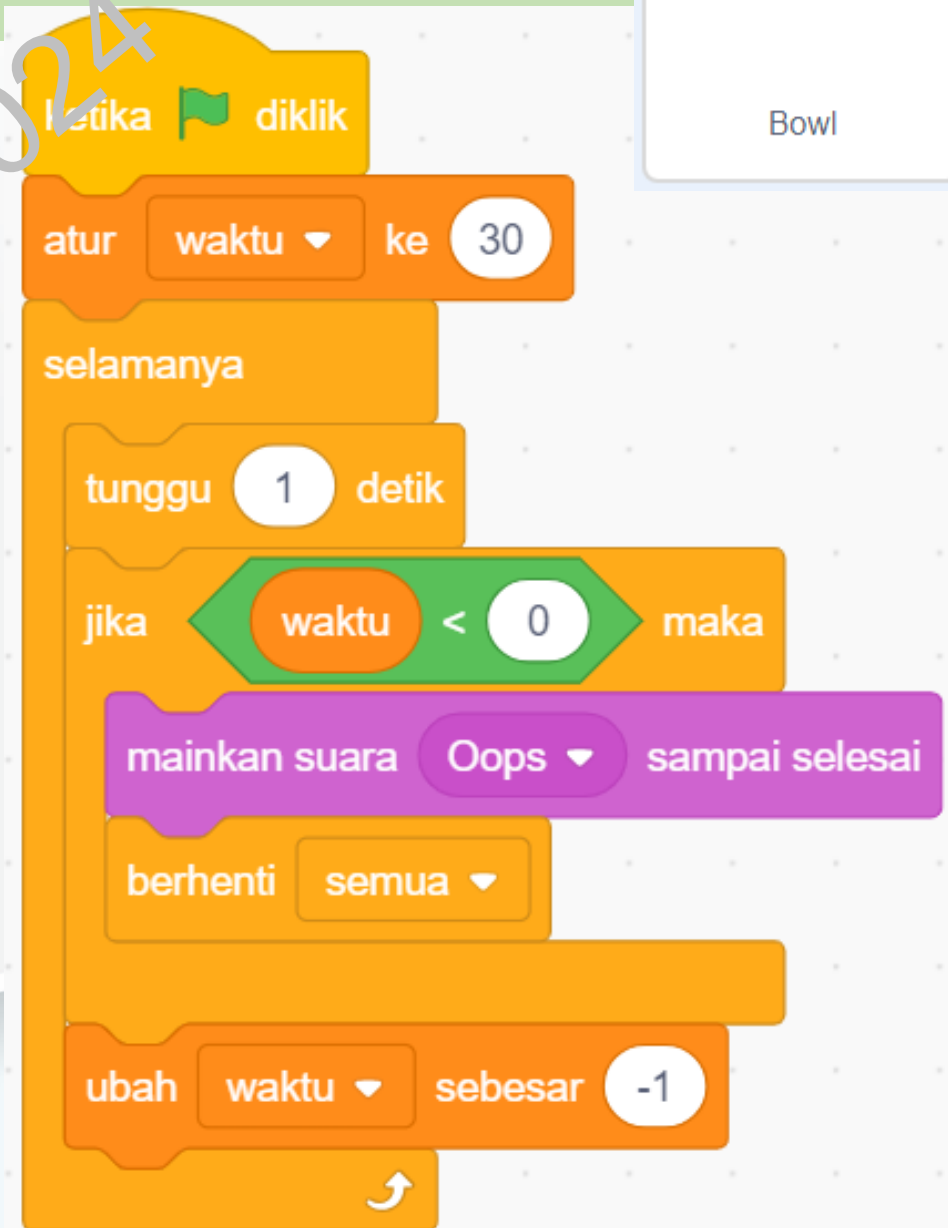 024
Bowl
ketika diklik
atur waktu ke 30
selamanya
tunggu 1 detik
jika waktu < 0 maka
mainkan suara Oops sampai selesai
berhenti semua
ubah waktu sebesar -1